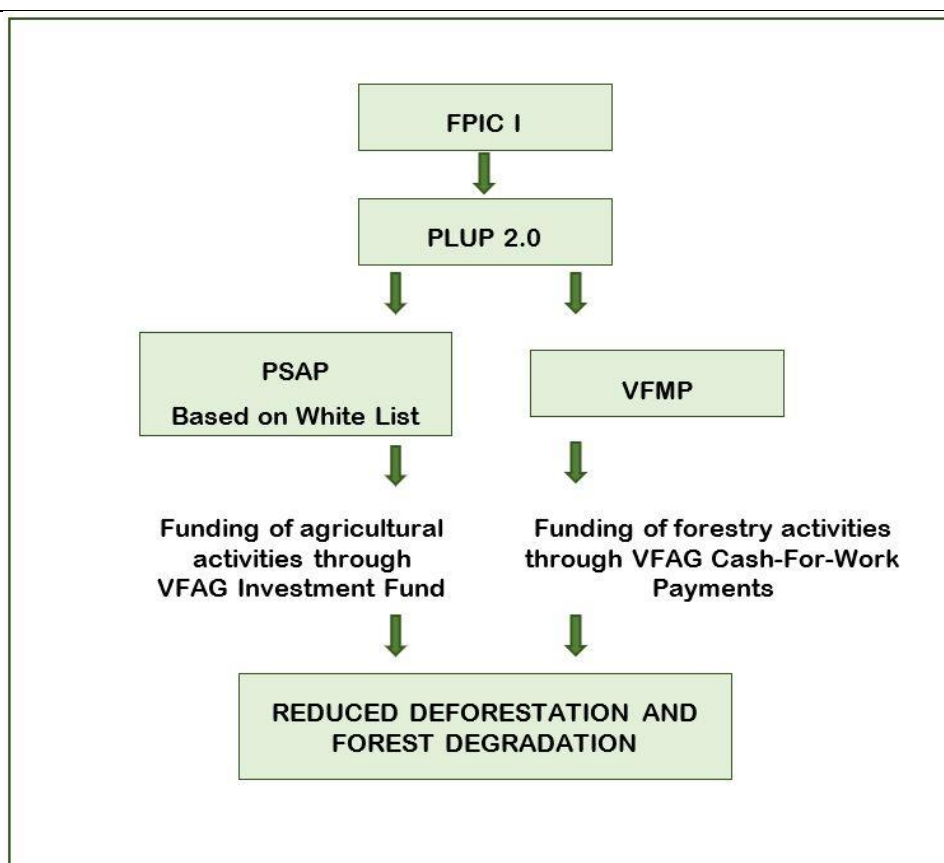 FPIC I
PLUP 2.0
PSAP
Based on White List
VFMP
Funding of agricultural
activities through
VFAG Investment Fund
Funding of forestry activities
through VFAG Cash-For-Work
Payments
REDUCED DEFORESTATION AND
FOREST DEGRADATION